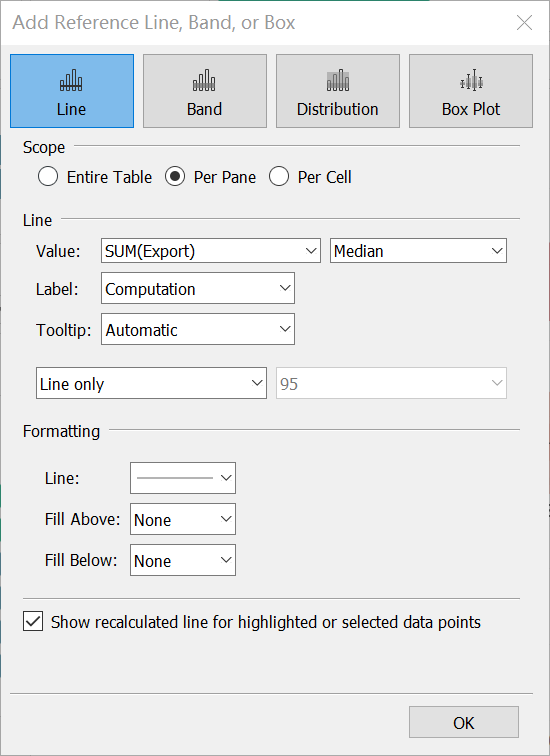 Add Reference Line, Band, or Box
Line Band Distribution Box Plot
Scope
Entire Table Per Pane Per Cell
Line
Value: SUM(Export) Median
Label: Computation
Tooltip: Automatic
Line only 95
Formatting
Line:
Fill Above: None
Fill Below: None
Show recalculated line for highlighted or selected data points
OK